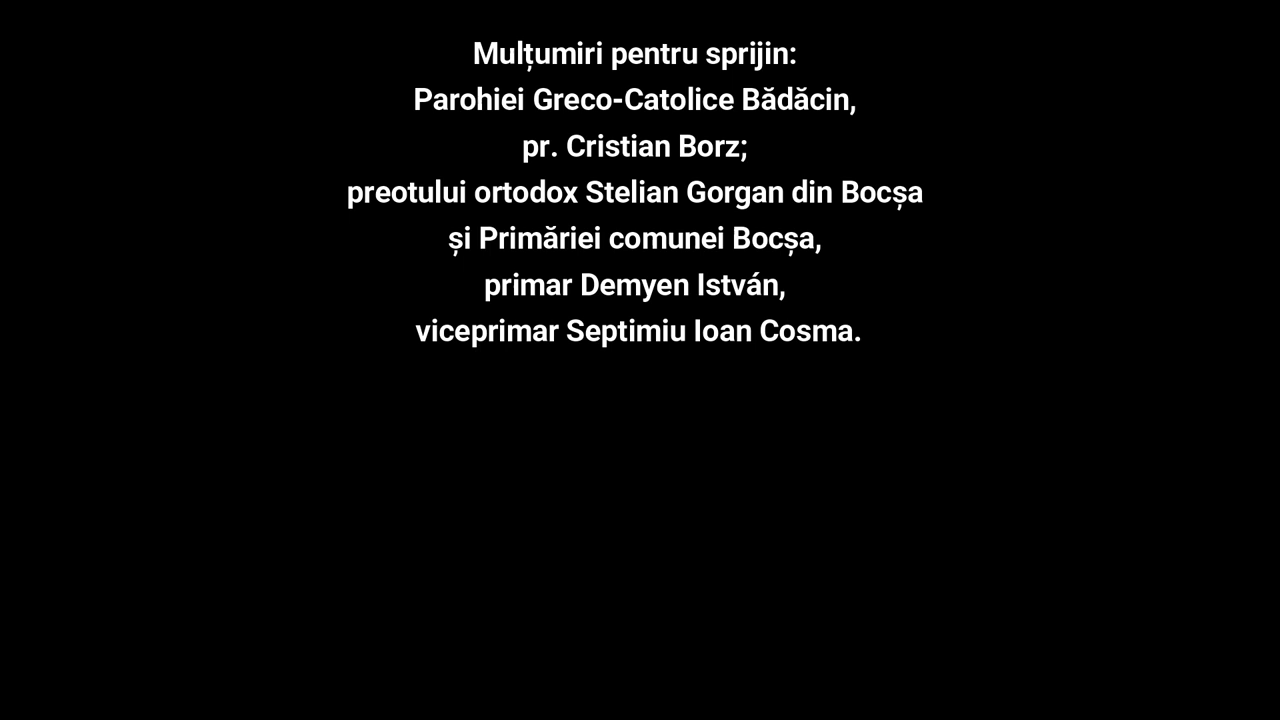 Mulțumiri pentru sprijin:
Parohiei Greco-Catolice Bădăcin,
pr. Cristian Borz;
preotului ortodox Stelian Gorgan din Bocșa
și Primăriei comunei Bocșa,
primar Demyen István,
viceprimar Septimiu Ioan Cosma.